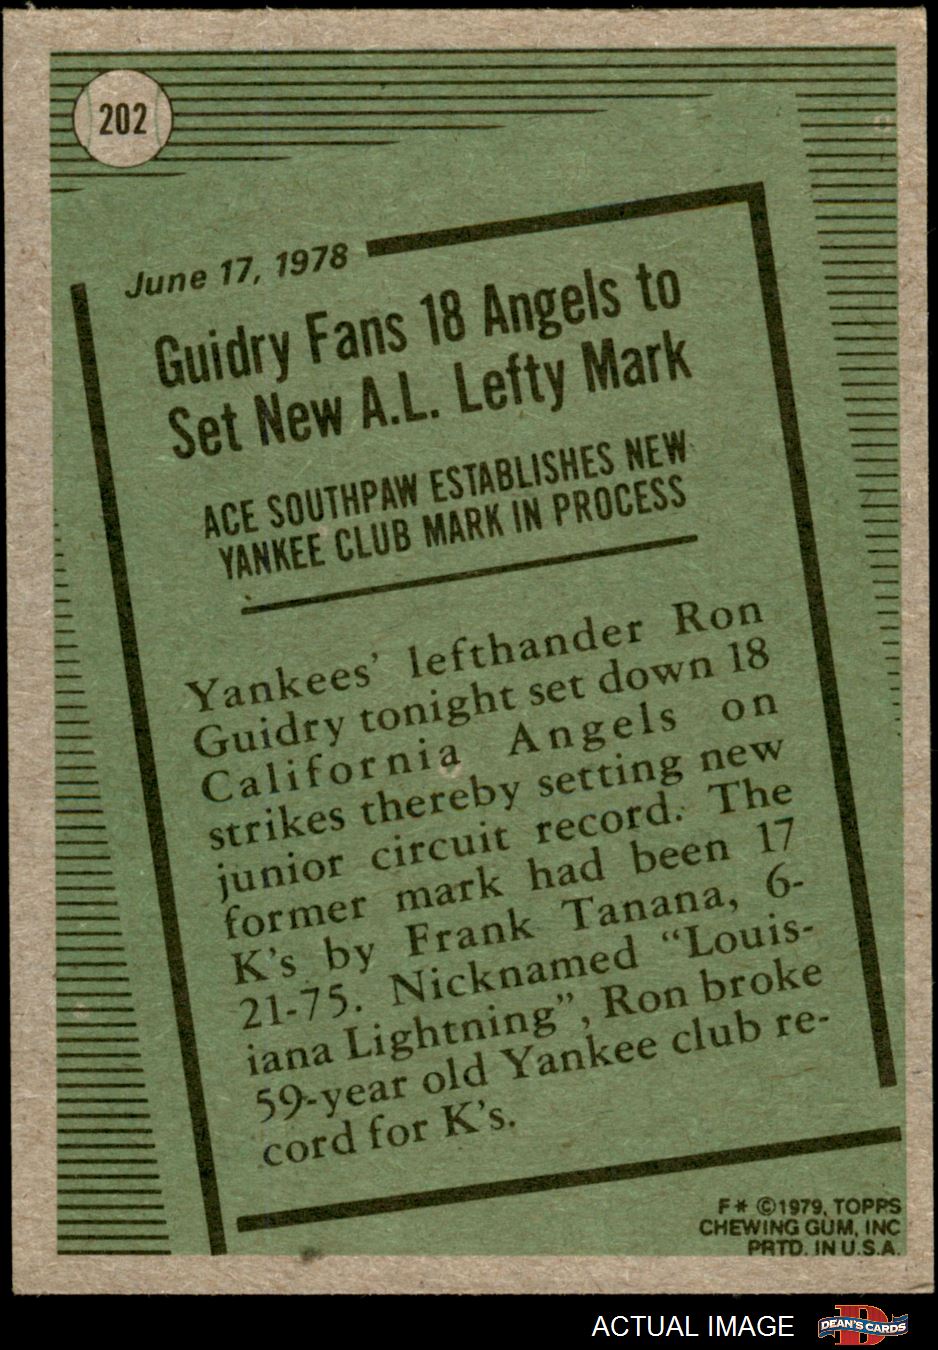 202
June 17, 1978
Guidry Fans 18 Angels to
Set New A.L. Lefty Mark
ACE SOUTHPAW ESTABLISHES NEW
YANKEE CLUB MARK IN PROCESS
Yankees' lefthander Ron
Guidry tonight set down 18
California Angels on
strikes thereby setting new
junior circuit record. The
former mark had been 17
K's by Frank Tanana, 6-
21-75. Nicknamed "Louis-
iana Lightning", Ron broke
59-year old Yankee club re-
cord for K's.
F* ©1979, TOPPS
CHEWING GUM, INC
PRTD. IN U.S.A.
ACTUAL IMAGE
DEAN'S CARDS